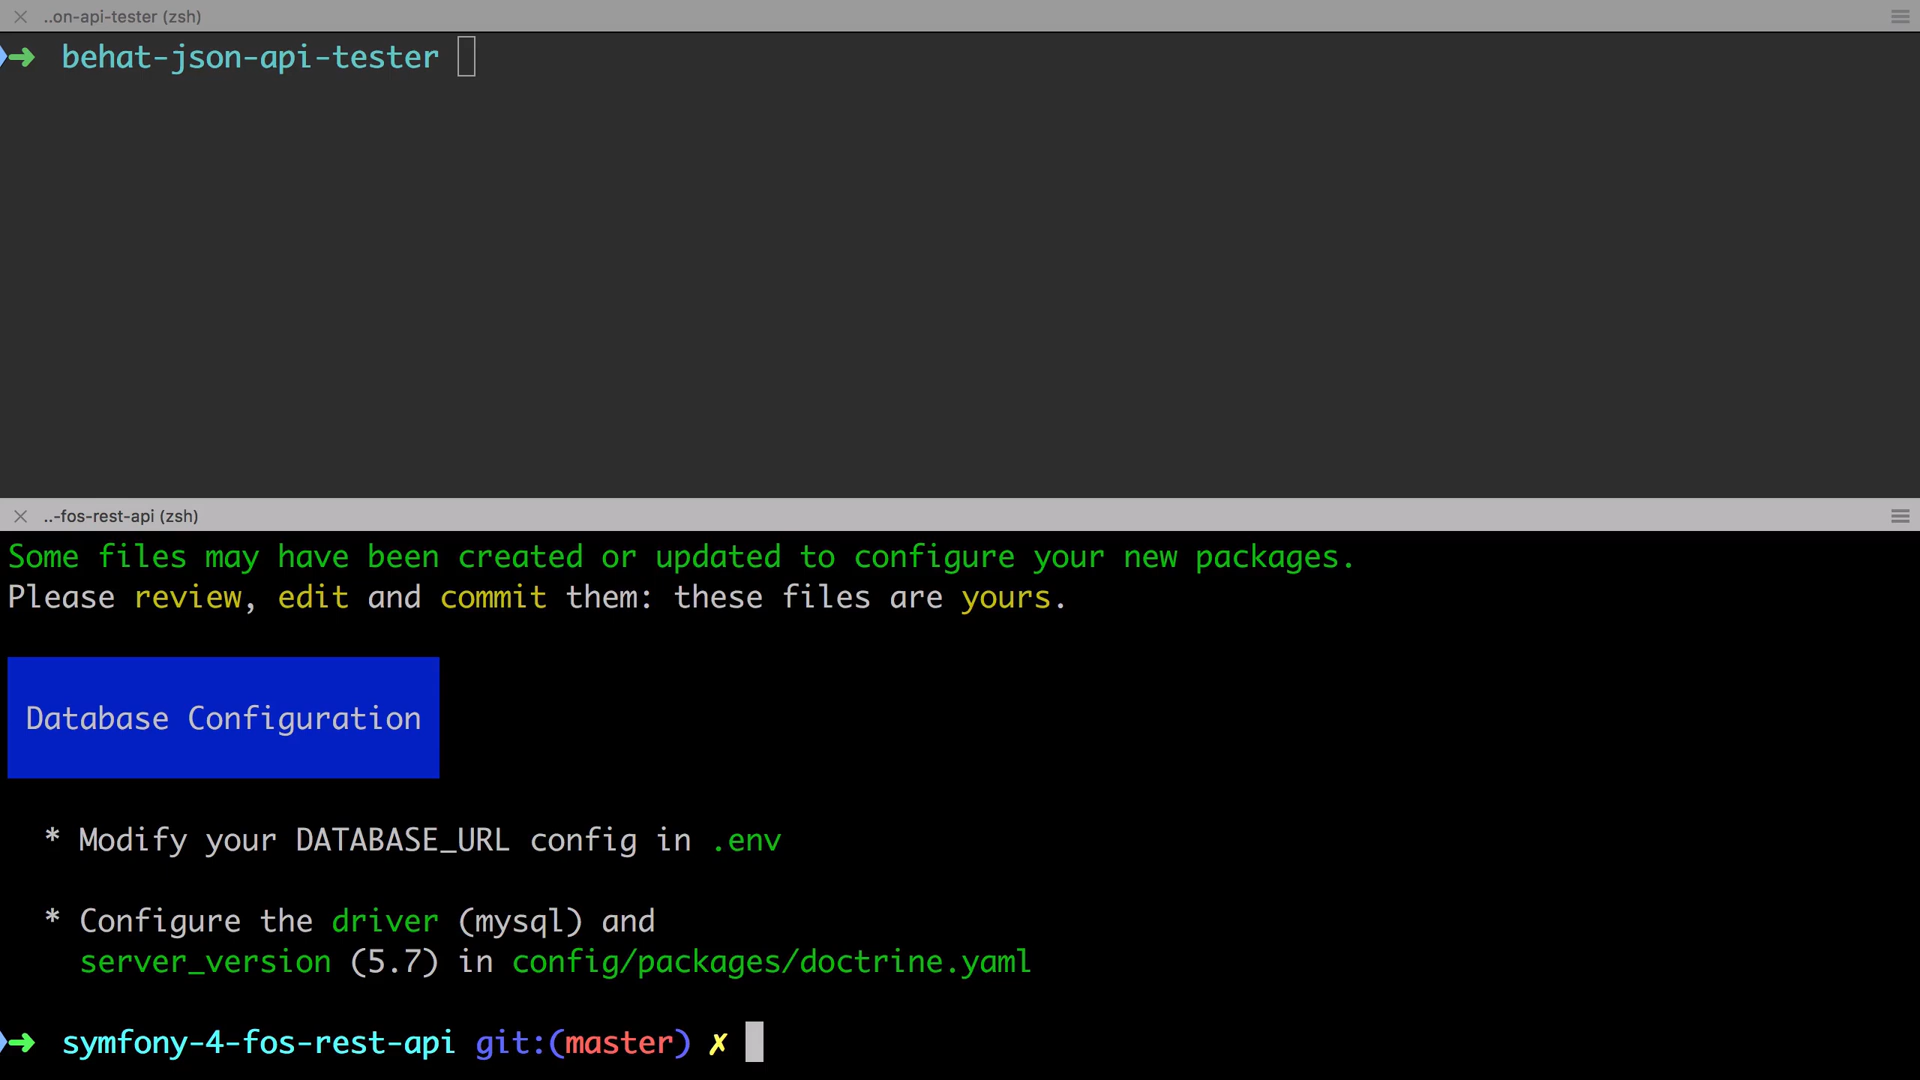 ..on-api-tester (zsh)
➜ behat-json-api-tester
..-fos-rest-api (zsh)
Some files may have been created or updated to configure your new packages.
Please review, edit and commit them: these files are yours.
Database Configuration
* Modify your DATABASE_URL config in .env
* Configure the driver (mysql) and
server_version (5.7) in config/packages/doctrine.yaml
➜ symfony-4-fos-rest-api git:(master) ✗